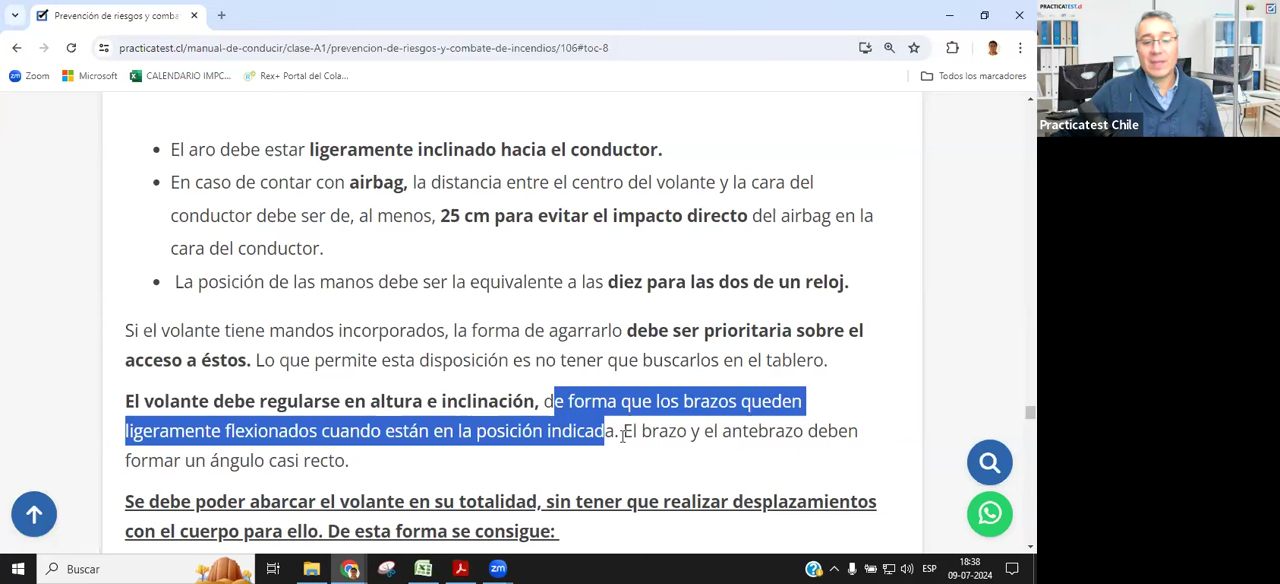 Prevención de riesgos y comba
practicatest.cl/manual-de-conducir/clase-A1/prevencion-de-riesgos-y-combate-de-incendios/106#toc-8
Zoom
Microsoft
CALENDARIO IMPC...
Rex+ Portal del Cola...
Todos los marcadores
PRACTICATEST.cl
Practicatest Chile
El aro debe estar ligeramente inclinado hacia el conductor.
En caso de contar con airbag, la distancia entre el centro del volante y la cara del
conductor debe ser de, al menos, 25 cm para evitar el impacto directo del airbag en la
cara del conductor.
La posición de las manos debe ser la equivalente a las diez para las dos de un reloj.
Si el volante tiene mandos incorporados, la forma de agarrarlo debe ser prioritaria sobre el
acceso a éstos. Lo que permite esta disposición es no tener que buscarlos en el tablero.
El volante debe regularse en altura e inclinación, de forma que los brazos queden
ligeramente flexionados cuando están en la posición indicada. El brazo y el antebrazo deben
formar un ángulo casi recto.
Se debe poder abarcar el volante en su totalidad, sin tener que realizar desplazamientos
con el cuerpo para ello. De esta forma se consigue:
Buscar
zm
ESP
18:38
09-07-2024